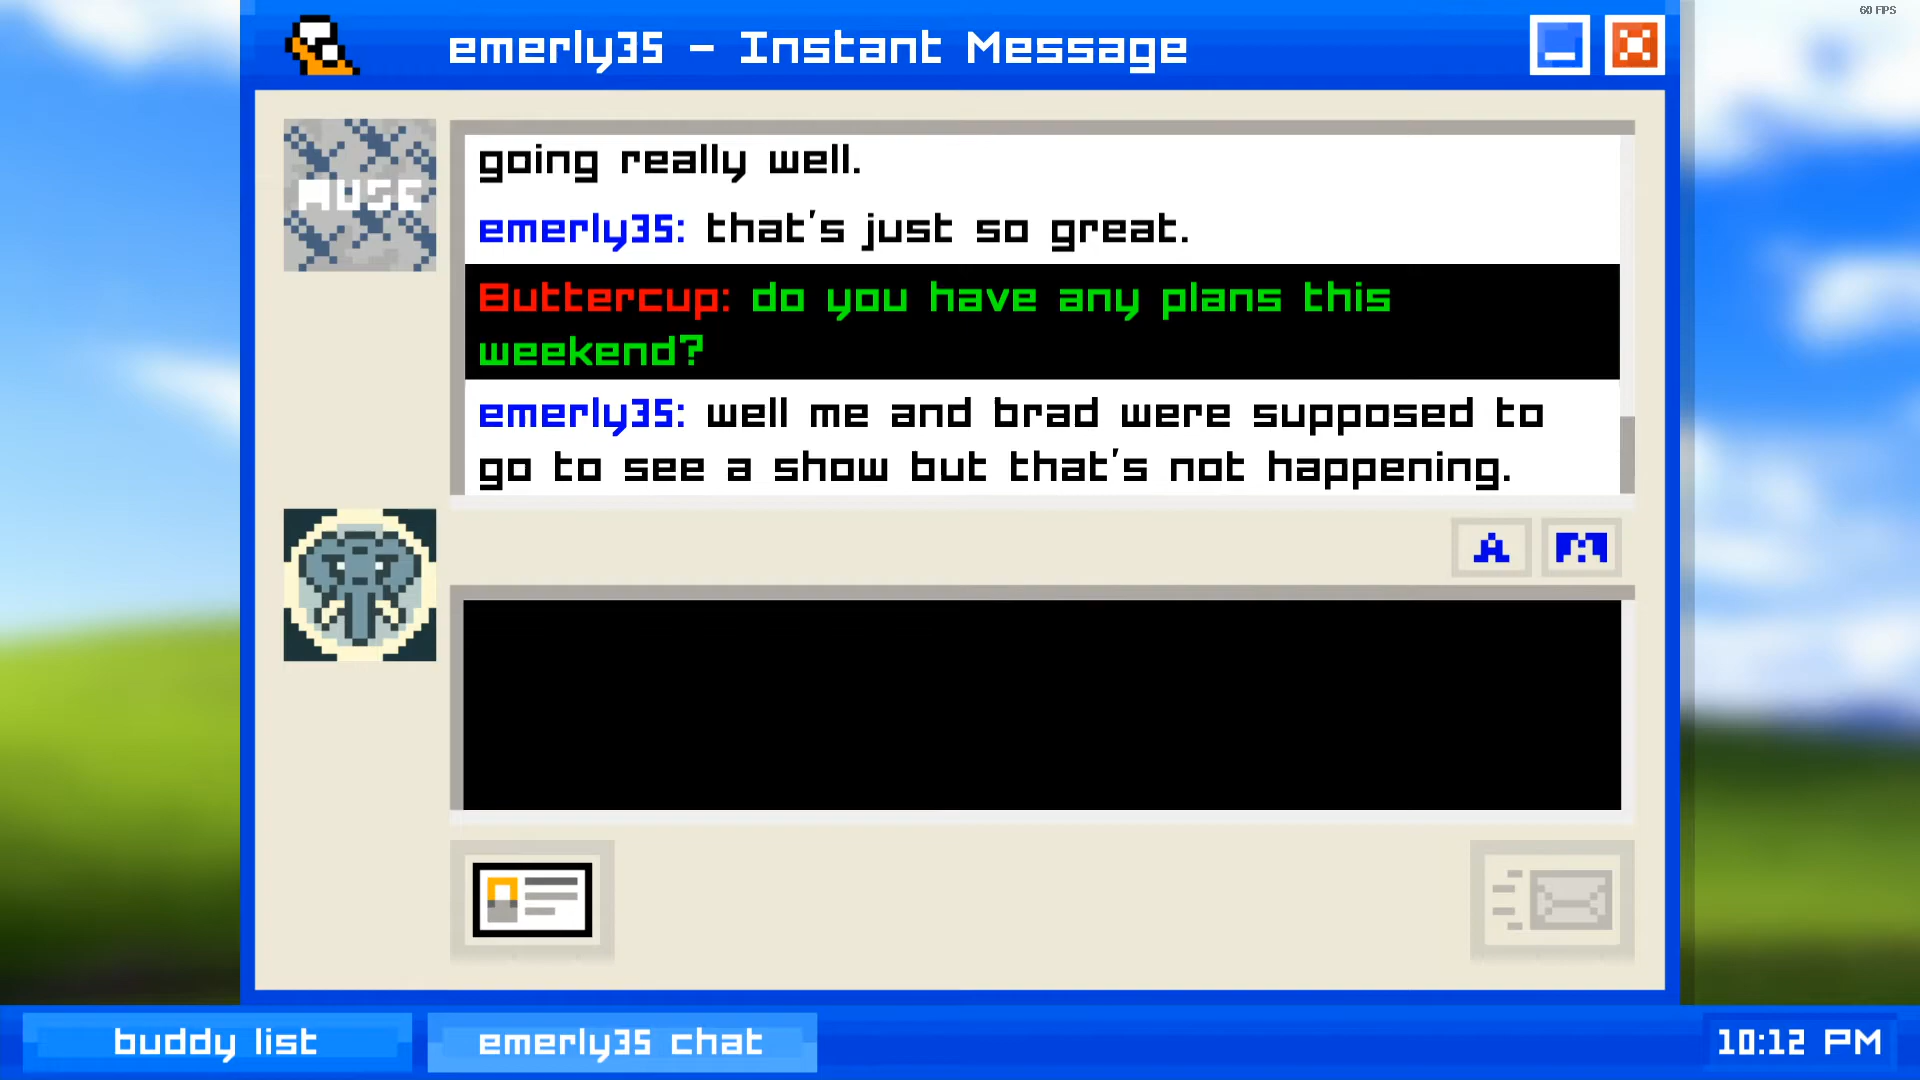 60 FPS
emerly35 - Instant Message
MUSE
going really well.
emerly35: that's just so great.
Buttercup: do you have any plans this
weekend?
emerly35: well me and brad were supposed to
go to see a show but that's not happening.
A
buddy list
emerly35 chat
10:12 PM